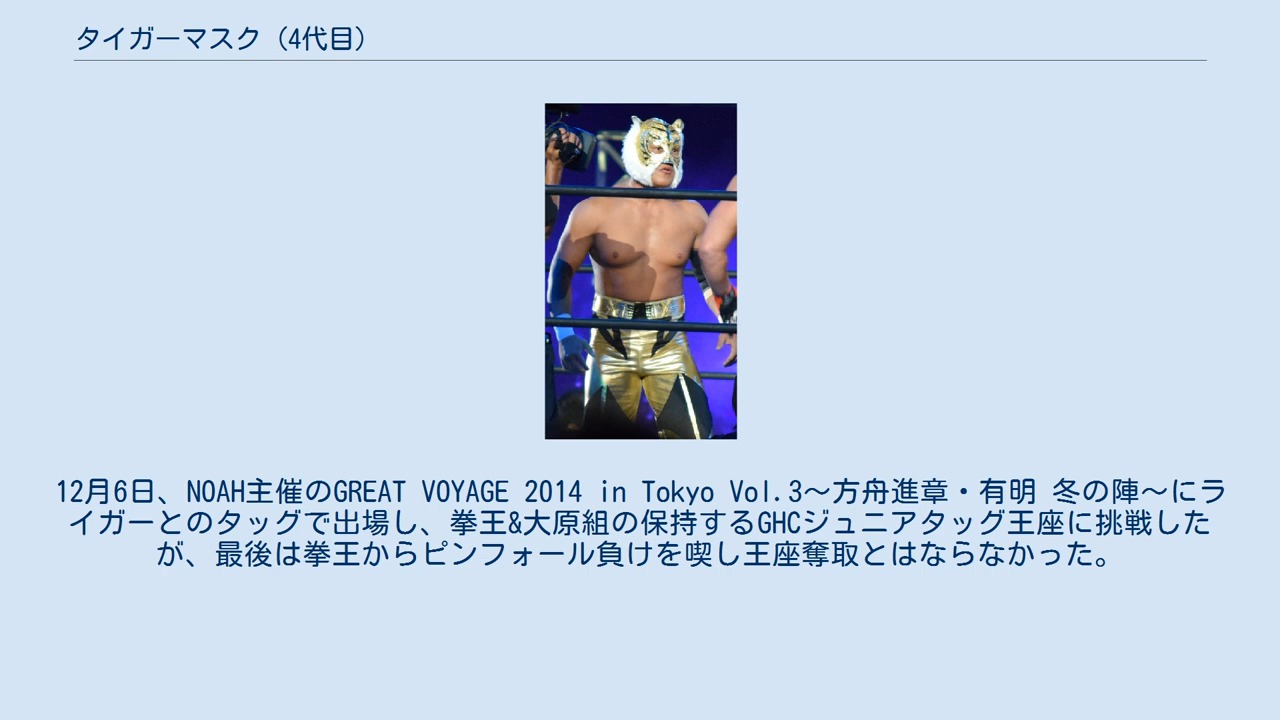 タイガーマスク（4代目）
12月6日、NOAH主催のGREAT VOYAGE 2014 in Tokyo Vol.3～方舟進章・有明 冬の陣～にラ
イガーとのタッグで出場し、拳王&大原組の保持するGHCジュニアタッグ王座に挑戦した
が、最後は拳王からピンフォール負けを喫し王座奪取とはならなかった。